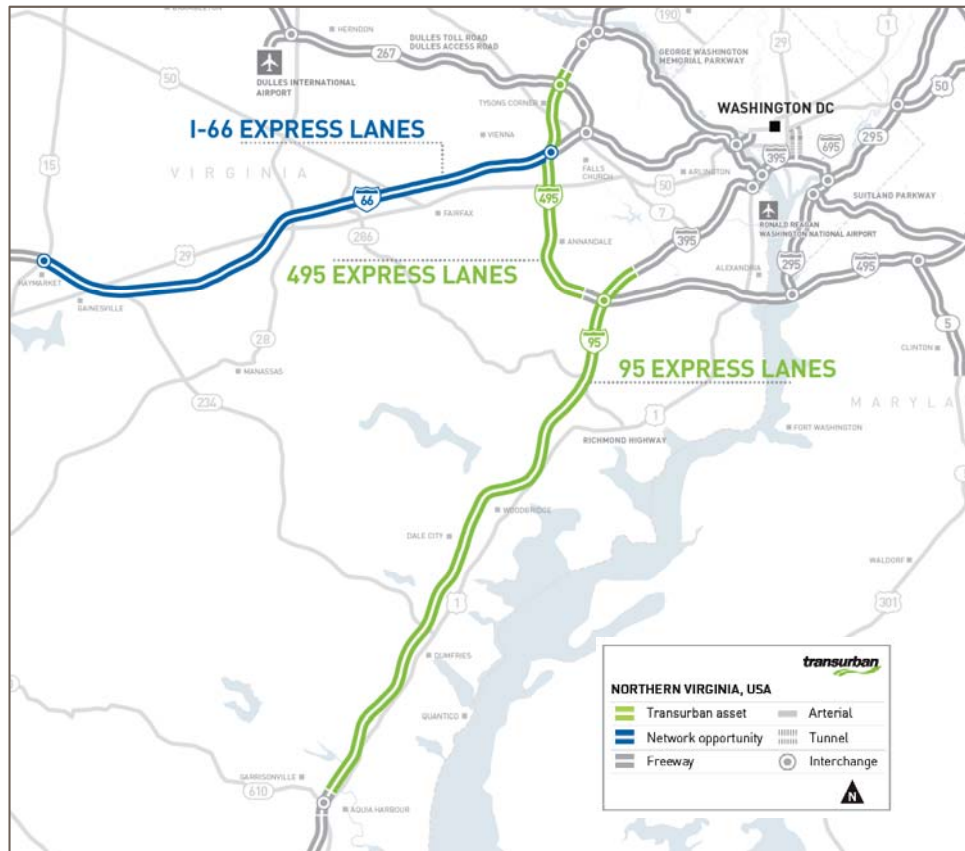 HERNDON
DULLES TOLL ROAD
DULLES ACCESS ROAD
267
190
29
1
GEORGE WASHINGTON
MEMORIAL PARKWAY
50
50
DULLES INTERNATIONAL
AIRPORT
TYSONS CORNER
WASHINGTON DC
I-66 EXPRESS LANES
VIENNA
395
695
295
15
VIRGINIA
FALLS
CHURCH
50
ARLINGTON
SUITLAND PARKWAY
66
495
FAIRFAX
7
RONALD REAGAN
WASHINGTON NATIONAL AIRPORT
29
286
ANNANDALE
395
HAYMARKET
495 EXPRESS LANES
ALEXANDRIA
295
495
GAINESVILLE
95
5
28
CLINTON
MANASSAS
95 EXPRESS LANES
234
1
MARYLA
RICHMOND HIGHWAY
FORT WASHINGTON
WOODBRIDGE
DALE CITY
WALDORF
1
301
DUMFRIES
QUANTICO
GARRISONVILLE
610
AQUIA HARBOUR
transurban
NORTHERN VIRGINIA, USA
Transurban asset
Arterial
Network opportunity
Tunnel
Freeway
Interchange
N